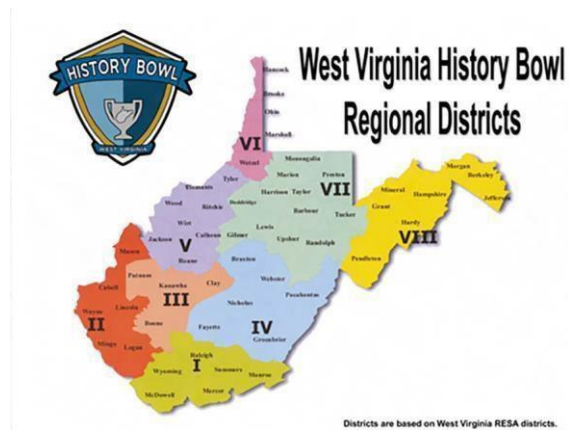 West Virginia History Bowl
Regional Districts
HISTORY BOWL
WEST VIRGINIA
Hancock
Brooke
Ohio
Marshall
VI
Wetzel
Monongalia
Marion
Preston
Tyler
VII
Pleasants
Harrison Taylor
Doddridge
Wood
Ritchie
Barbour
Tucker
Wirt
Lewis
Jackson
Calhoun
Gilmer
Upshur
Randolph
V
Roane
Morgan
Berkeley
Mineral
Hampshire
Jefferson
Grant
Hardy
VIII
Pendleton
Mason
Braxton
Putnam
Cabell
Kanawha
Clay
Webster
Pocahontas
III
Lincoln
Nicholas
Wayne
II
Boone
Fayette
IV
Mingo
Logan
Greenbrier
Raleigh
I
Wyoming
Summers
Monroe
McDowell
Mercer
Districts are based on West Virginia RESA districts.